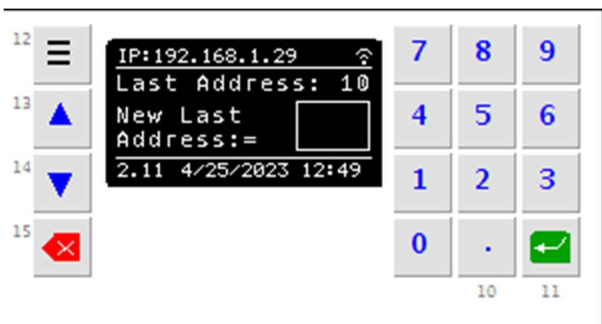 12
IP:192.168.1.29
7 8 9
Last Address: 10
13
New Last
Address:=
4 5 6
14
2.11 4/25/2023 12:49
1 2 3
15
0 .
10 11